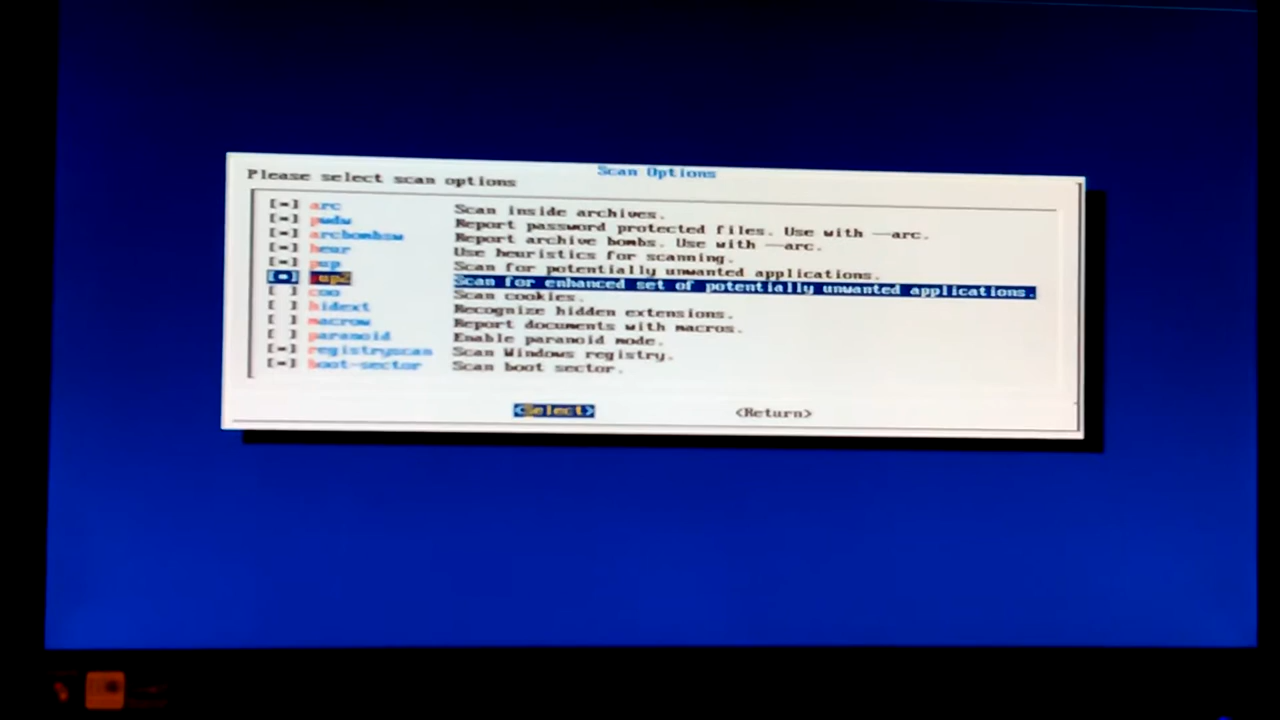 Scan Options
Please select scan options
[*] arc Scan inside archives.
[*] pwdw Report password protected files. Use with --arc.
[*] arcbombsw Report archive bombs. Use with --arc.
[*] heur Use heuristics for scanning.
[*] pup Scan for potentially unwanted applications.
[*] pup2 Scan for enhanced set of potentially unwanted applications.
[ ] coo Scan cookies.
[ ] hidext Recognize hidden extensions.
[ ] macrow Report documents with macros.
[ ] paranoid Enable paranoid mode.
[*] registryscan Scan Windows registry.
[*] boot-sector Scan boot sector.
<Select> <Return>